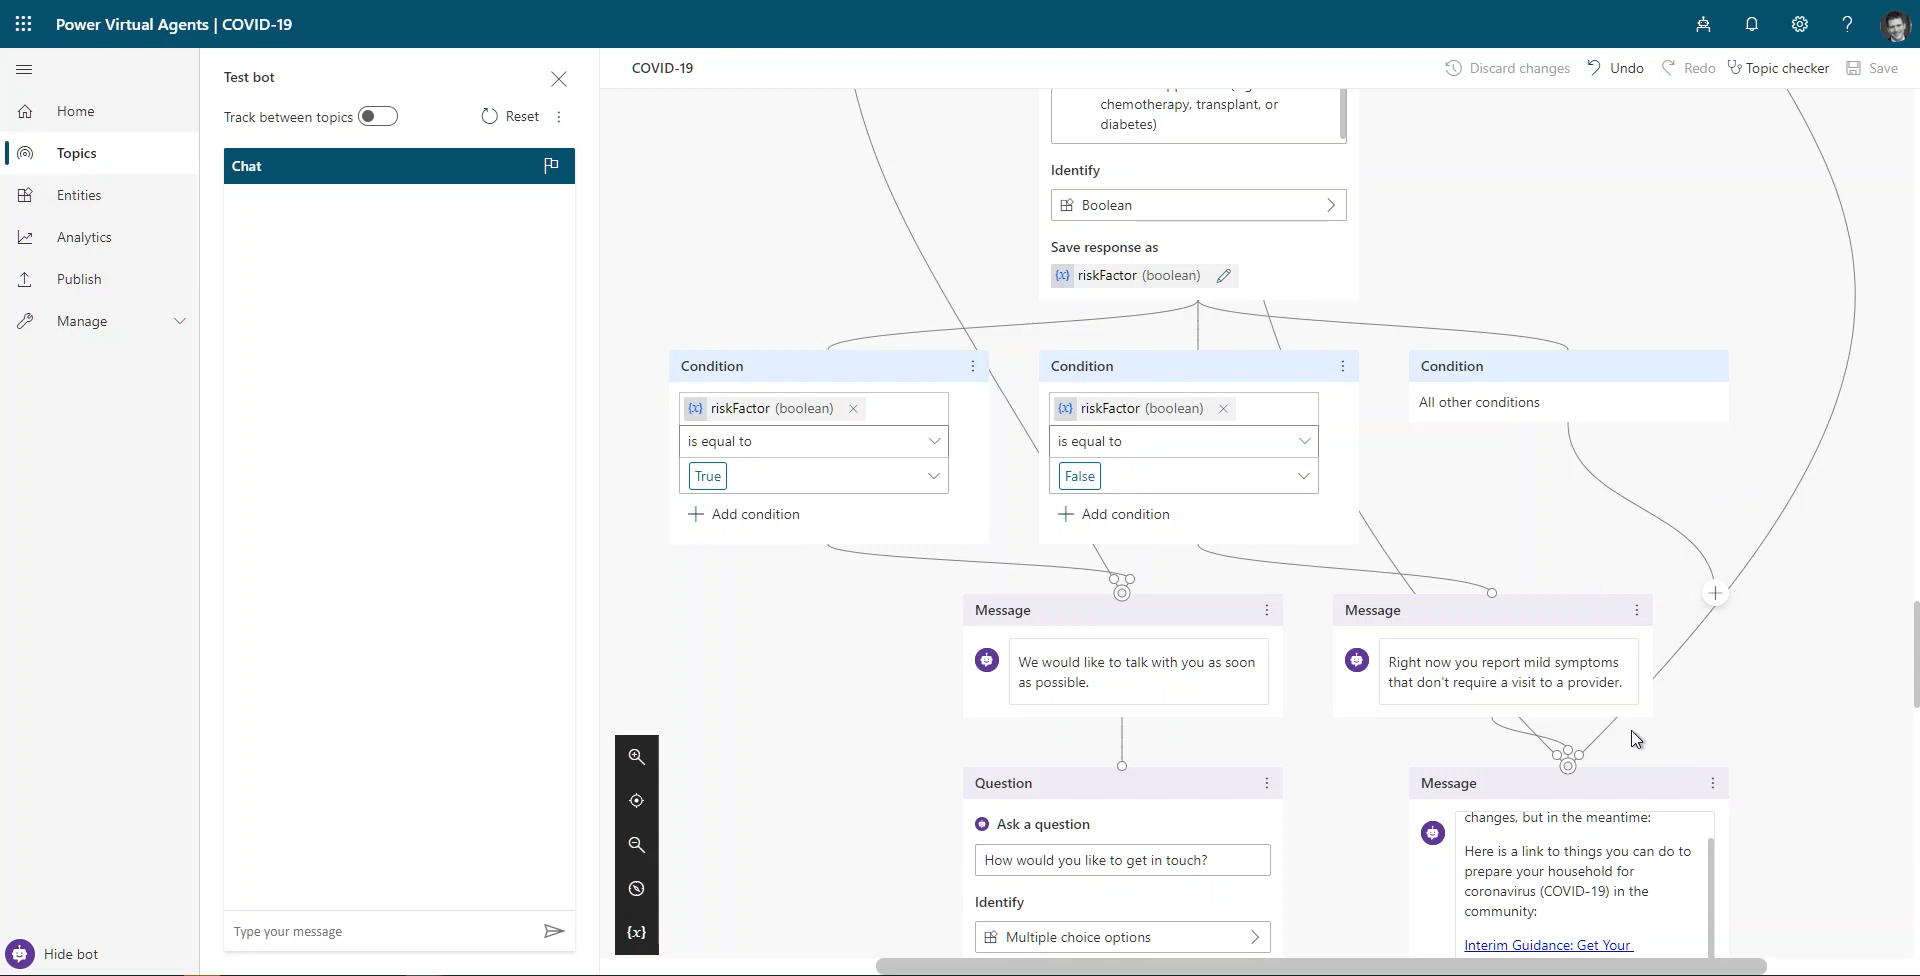 Power Virtual Agents | COVID-19
Home
Topics
Entities
Analytics
Publish
Manage
Hide bot
Test bot
Track between topics
Reset
Chat
Type your message
COVID-19
Discard changes
Undo
Redo
Topic checker
Save
chemotherapy, transplant, or
diabetes)
Identify
Boolean
Save response as
{x} riskFactor (boolean)
Condition
{x} riskFactor (boolean)
is equal to
True
Add condition
Condition
{x} riskFactor (boolean)
is equal to
False
Add condition
Condition
All other conditions
Message
We would like to talk with you as soon
as possible.
Message
Right now you report mild symptoms
that don't require a visit to a provider.
Question
Ask a question
How would you like to get in touch?
Identify
Multiple choice options
Message
changes, but in the meantime:
Here is a link to things you can do to
prepare your household for
coronavirus (COVID-19) in the
community:
Interim Guidance: Get Your
{x}